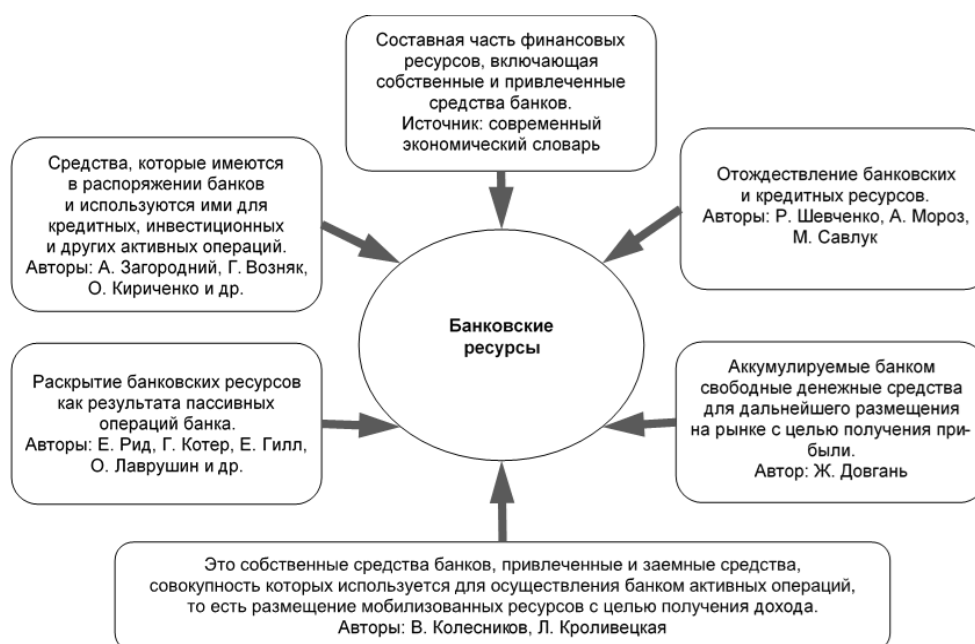 Составная часть финансовых
ресурсов, включающая
собственные и привлеченные
средства банков.
Источник: современный
экономический словарь
Средства, которые имеются
в распоряжении банков
и используются ими для
кредитных, инвестиционных
и других активных операций.
Авторы: А. Загородний, Г. Возняк,
О. Кириченко и др.
Отождествление банковских
и кредитных ресурсов.
Авторы: Р. Шевченко, А. Мороз,
М. Савлук
Банковские
ресурсы
Раскрытие банковских ресурсов
как результата пассивных
операций банка.
Авторы: Е. Рид, Г. Котер, Е. Гилл,
О. Лаврушин и др.
Аккумулируемые банком
свободные денежные средства
для дальнейшего размещения
на рынке с целью получения при-
были.
Автор: Ж. Довгань
Это собственные средства банков, привлеченные и заемные средства,
совокупность которых используется для осуществления банком активных операций,
то есть размещение мобилизованных ресурсов с целью получения дохода.
Авторы: В. Колесников, Л. Кроливецкая